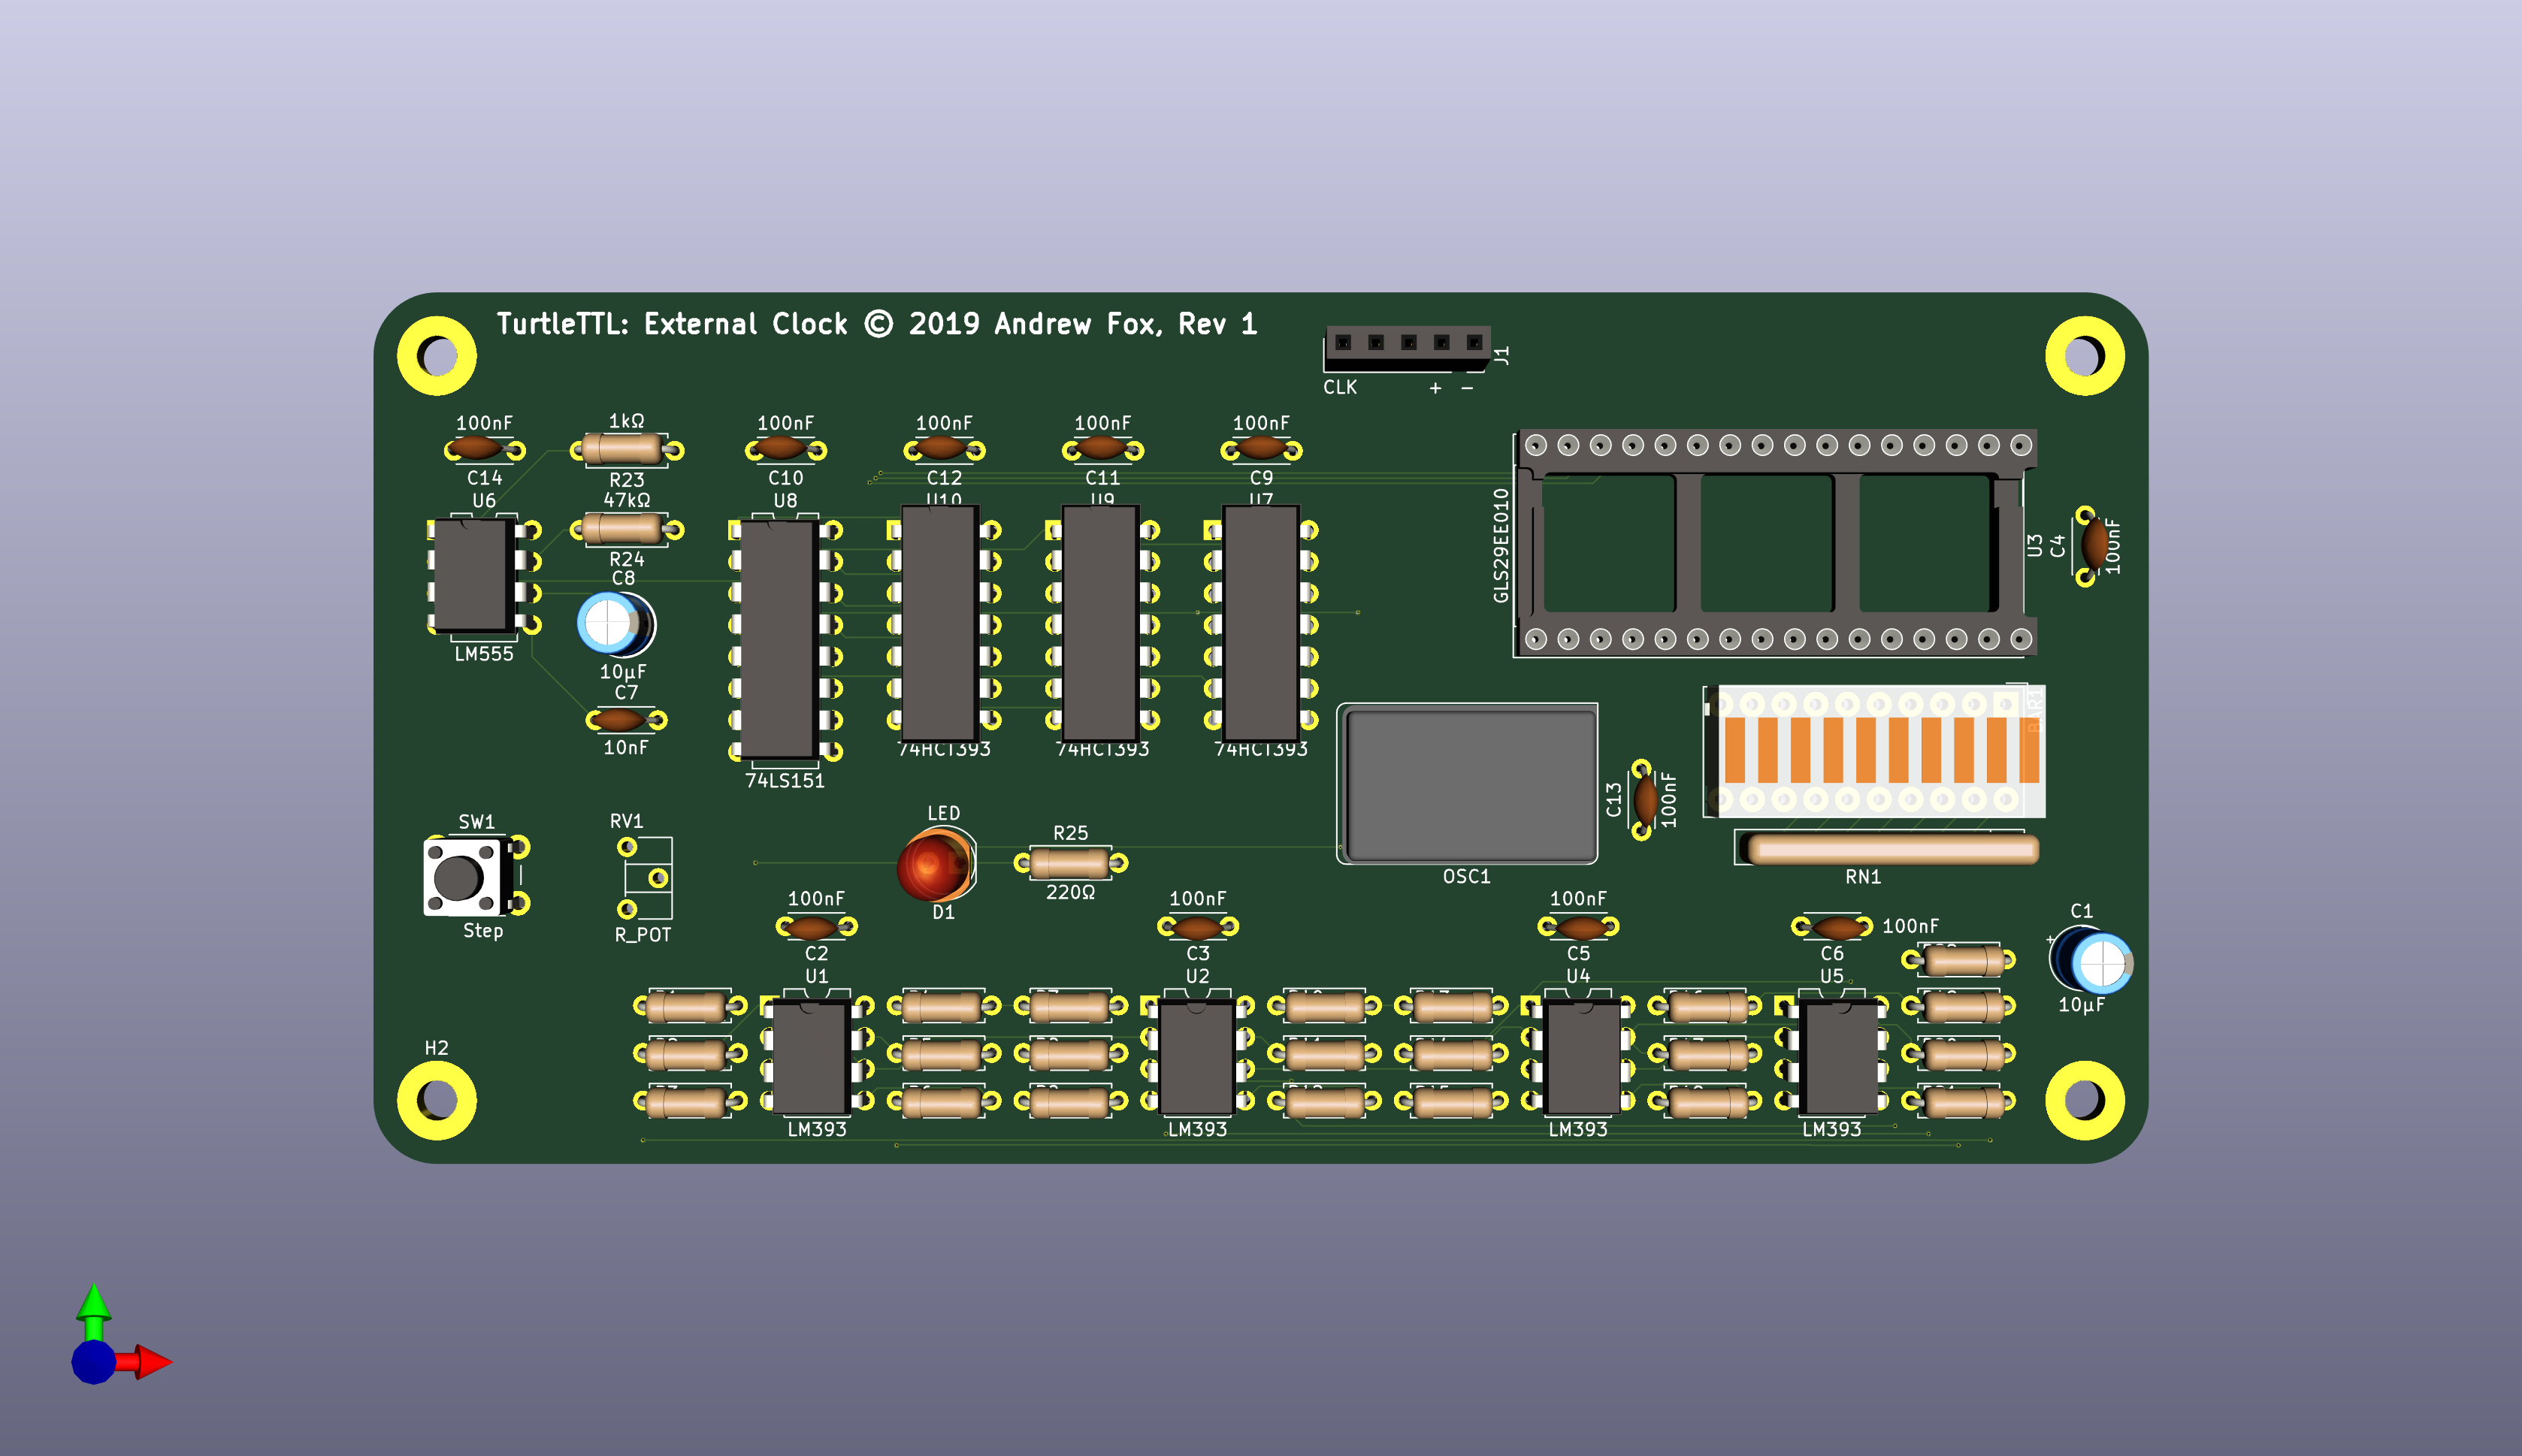 TurtleTTL: External Clock © 2019 Andrew Fox, Rev 1
J1
CLK + −
100nF
C14
U6
LM555
1kΩ
R23
47kΩ
R24
C8
10µF
C7
10nF
100nF
C10
U8
74LS151
100nF
C12
U10
74HCT393
100nF
C11
U9
74HCT393
100nF
C9
U7
74HCT393
GLS29EE010
U3
C4
100nF
BAR1
RN1
OSC1
C13
100nF
SW1
Step
RV1
R_POT
LED
D1
R25
220Ω
100nF
C2
U1
LM393
100nF
C3
U2
LM393
100nF
C5
U4
LM393
100nF
C6
U5
LM393
C1
+
10µF
H2